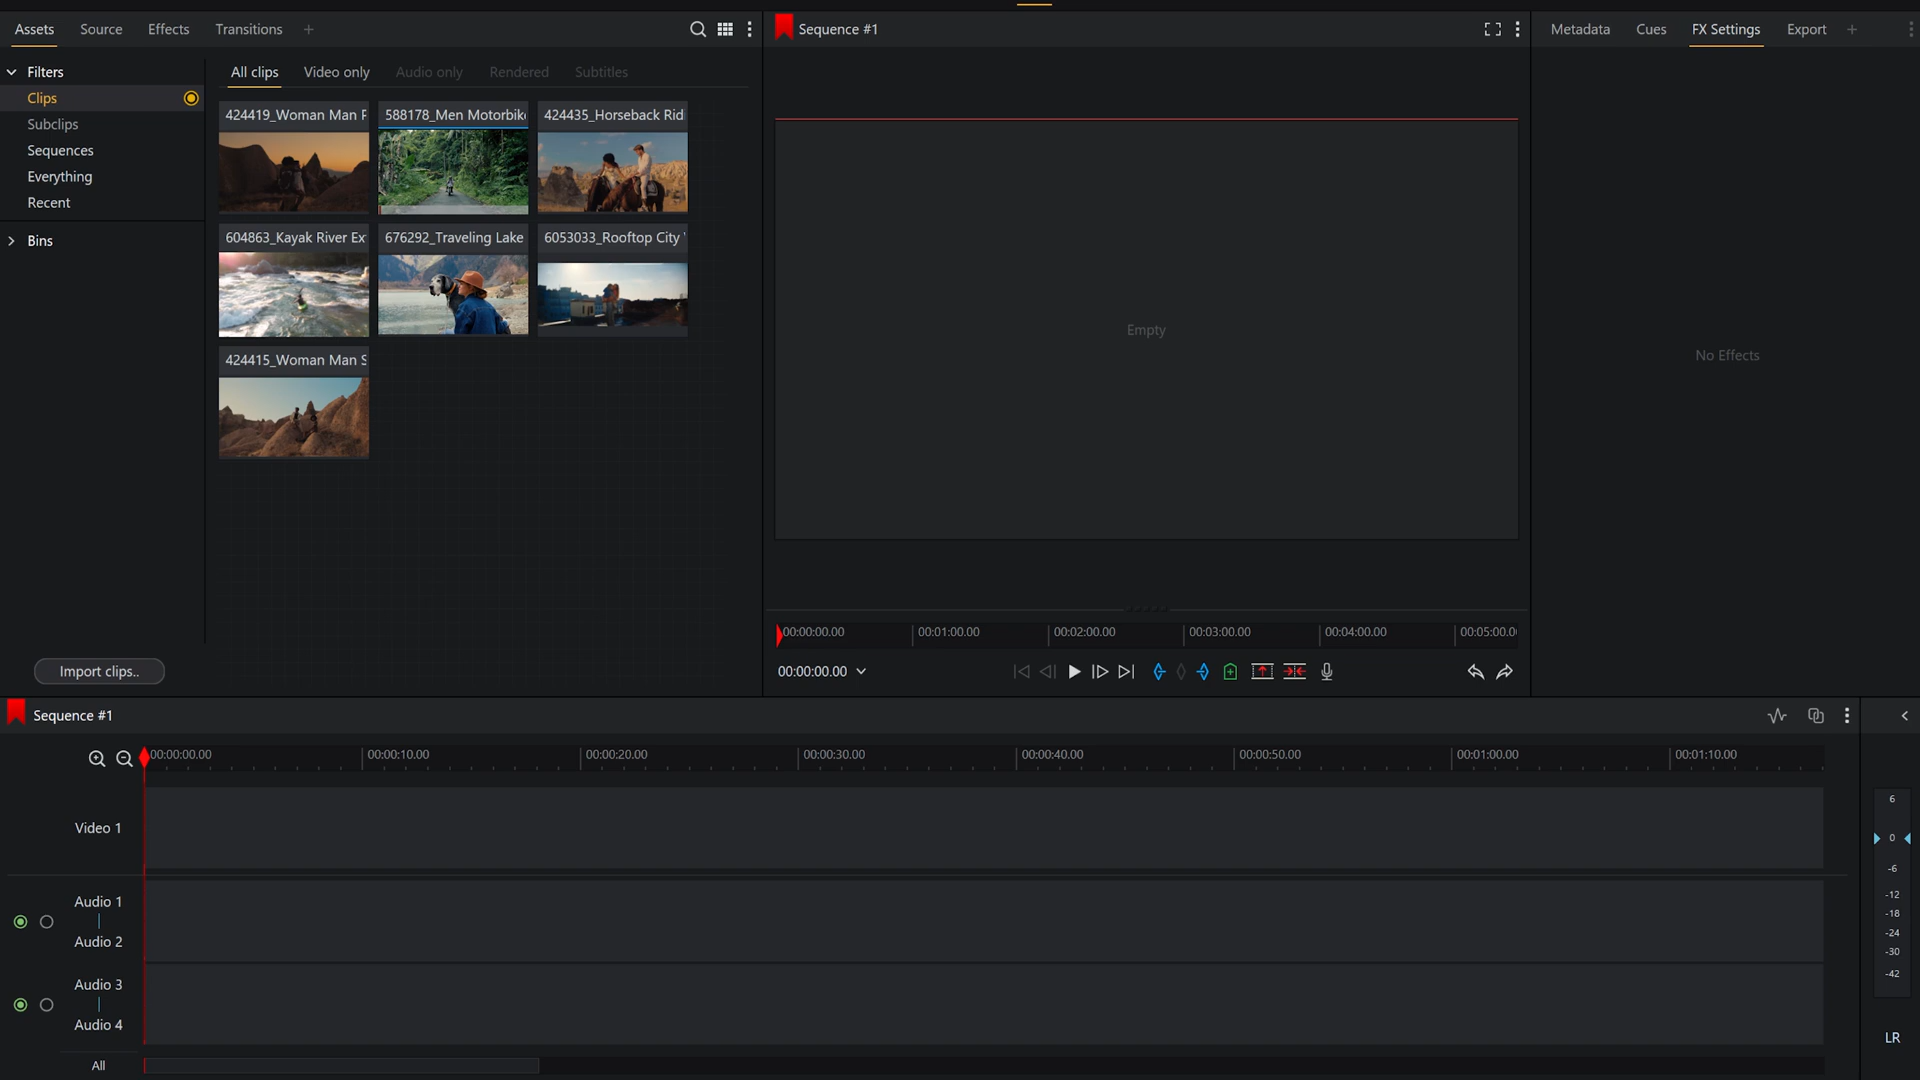 Assets Source Effects Transitions +
Filters
Clips
Subclips
Sequences
Everything
Recent
Bins
Import clips..
All clips Video only Audio only Rendered Subtitles
424419_Woman Man 588178_Men Motorbik 424435_Horseback Rid
604863_Kayak River Ex 676292_Traveling Lake 6053033_Rooftop City
424415_Woman Man S
Sequence #1
Empty
00:00:00.00 00:01:00.00 00:02:00.00 00:03:00.00 00:04:00.00 00:05:00.0
00:00:00.00
Metadata Cues FX Settings Export +
No Effects
Sequence #1
00:00:00.00 00:00:10.00 00:00:20.00 00:00:30.00 00:00:40.00 00:00:50.00 00:01:00.00 00:01:10.00
Video 1
Audio 1
Audio 2
Audio 3
Audio 4
All
6
0
-6
-12
-18
-24
-30
-42
LR